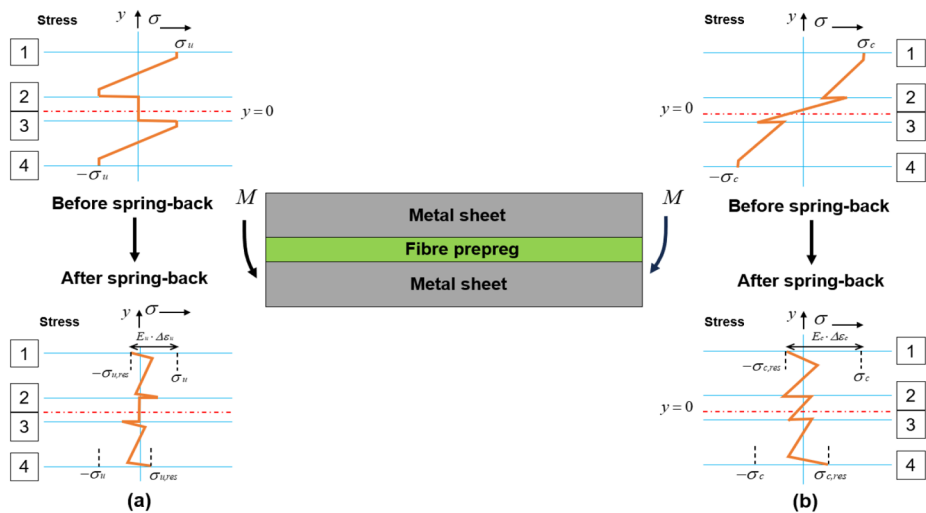 Stress
y
σ
σu
1
2
3
4
y = 0
−σu
Before spring-back
After spring-back
Stress
y
σ
Eu · Δεu
1
2
3
4
−σu,res
σu
−σu
σu,res
(a)
M
M
Metal sheet
Fibre prepreg
Metal sheet
Stress
y
σ
σc
1
2
3
4
−σc
Before spring-back
After spring-back
Stress
y
σ
Ec · Δεc
1
2
3
4
−σc,res
σc
y = 0
−σc
σc,res
(b)